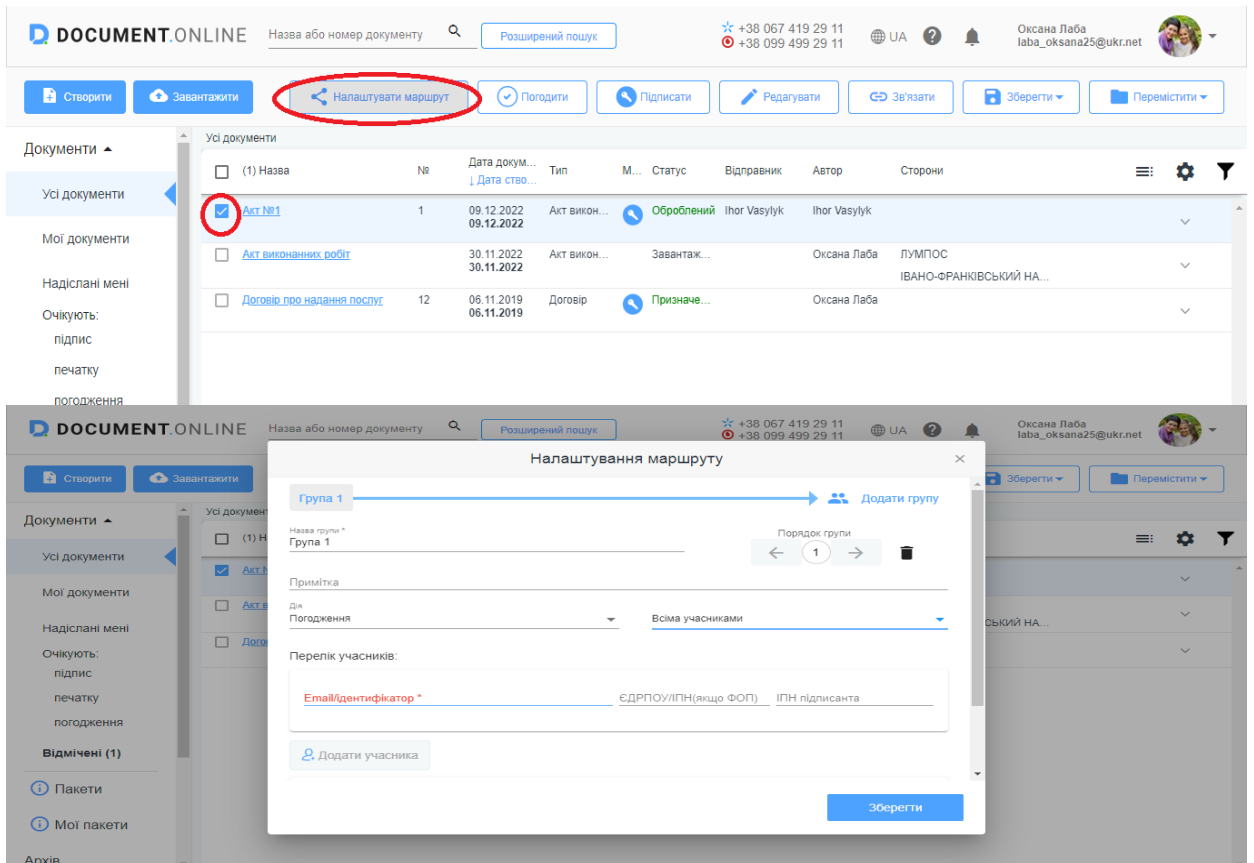 DOCUMENT.ONLINE
Назва або номер документу
Розширений пошук
+38 067 419 29 11
+38 099 499 29 11
UA
Оксана Лаба
laba_oksana25@ukr.net
Створити
Завантажити
Налаштувати маршрут
Погодити
Підписати
Редагувати
Зв'язати
Зберегти
Перемістити
Документи
Усі документи
Мої документи
Надіслані мені
Очікують:
підпис
печатку
погодження
Усі документи
(1) Назва № Дата докум... Тип М... Статус Відправник Автор Сторони
↓ Дата ство...
Акт №1 1 09.12.2022 Акт викон... Оброблений Ihor Vasylyk Ihor Vasylyk
09.12.2022
Акт виконанних робіт 30.11.2022 Акт викон... Завантаж... Оксана Лаба ЛУМПОС
30.11.2022 ІВАНО-ФРАНКІВСЬКИЙ НА...
Договір про надання послуг 12 06.11.2019 Договір Призначе... Оксана Лаба
06.11.2019
DOCUMENT.ONLINE
Назва або номер документу
Розширений пошук
+38 067 419 29 11
+38 099 499 29 11
UA
Оксана Лаба
laba_oksana25@ukr.net
Створити
Завантажити
Зберегти
Перемістити
Документи
Усі документи
Мої документи
Надіслані мені
Очікують:
підпис
печатку
погодження
Відмічені (1)
Пакети
Мої пакети
Архів
Усі докумен
(1) Н
Акт №
Акт в
Догов
СЬКИЙ НА...
Налаштування маршруту
Група 1
Додати групу
Назва групи *
Група 1
Порядок групи
1
Примітка
Дія
Погодження
Всіма учасниками
Перелік учасників:
Email/ідентифікатор * ЄДРПОУ/ІПН(якщо ФОП) ІПН підписанта
Додати учасника
Зберегти